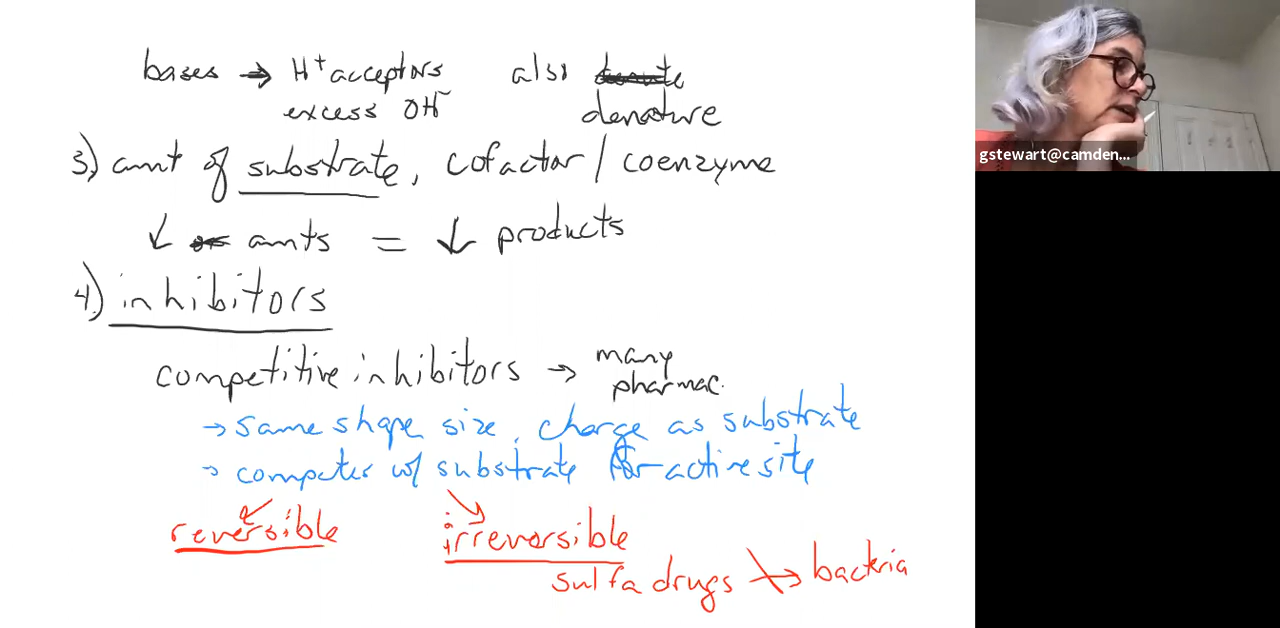 bases → H⁺ acceptors also
excess OH⁻ denature
3.) amt of substrate, cofactor/coenzyme
↓ amts = ↓ products
4.) inhibitors
competitive inhibitors → many
pharmac.
→ same shape size, charge as substrate
→ competes w/ substrate for active site
reversible irreversible
sulfa drugs → bacteria
gstewart@camden...